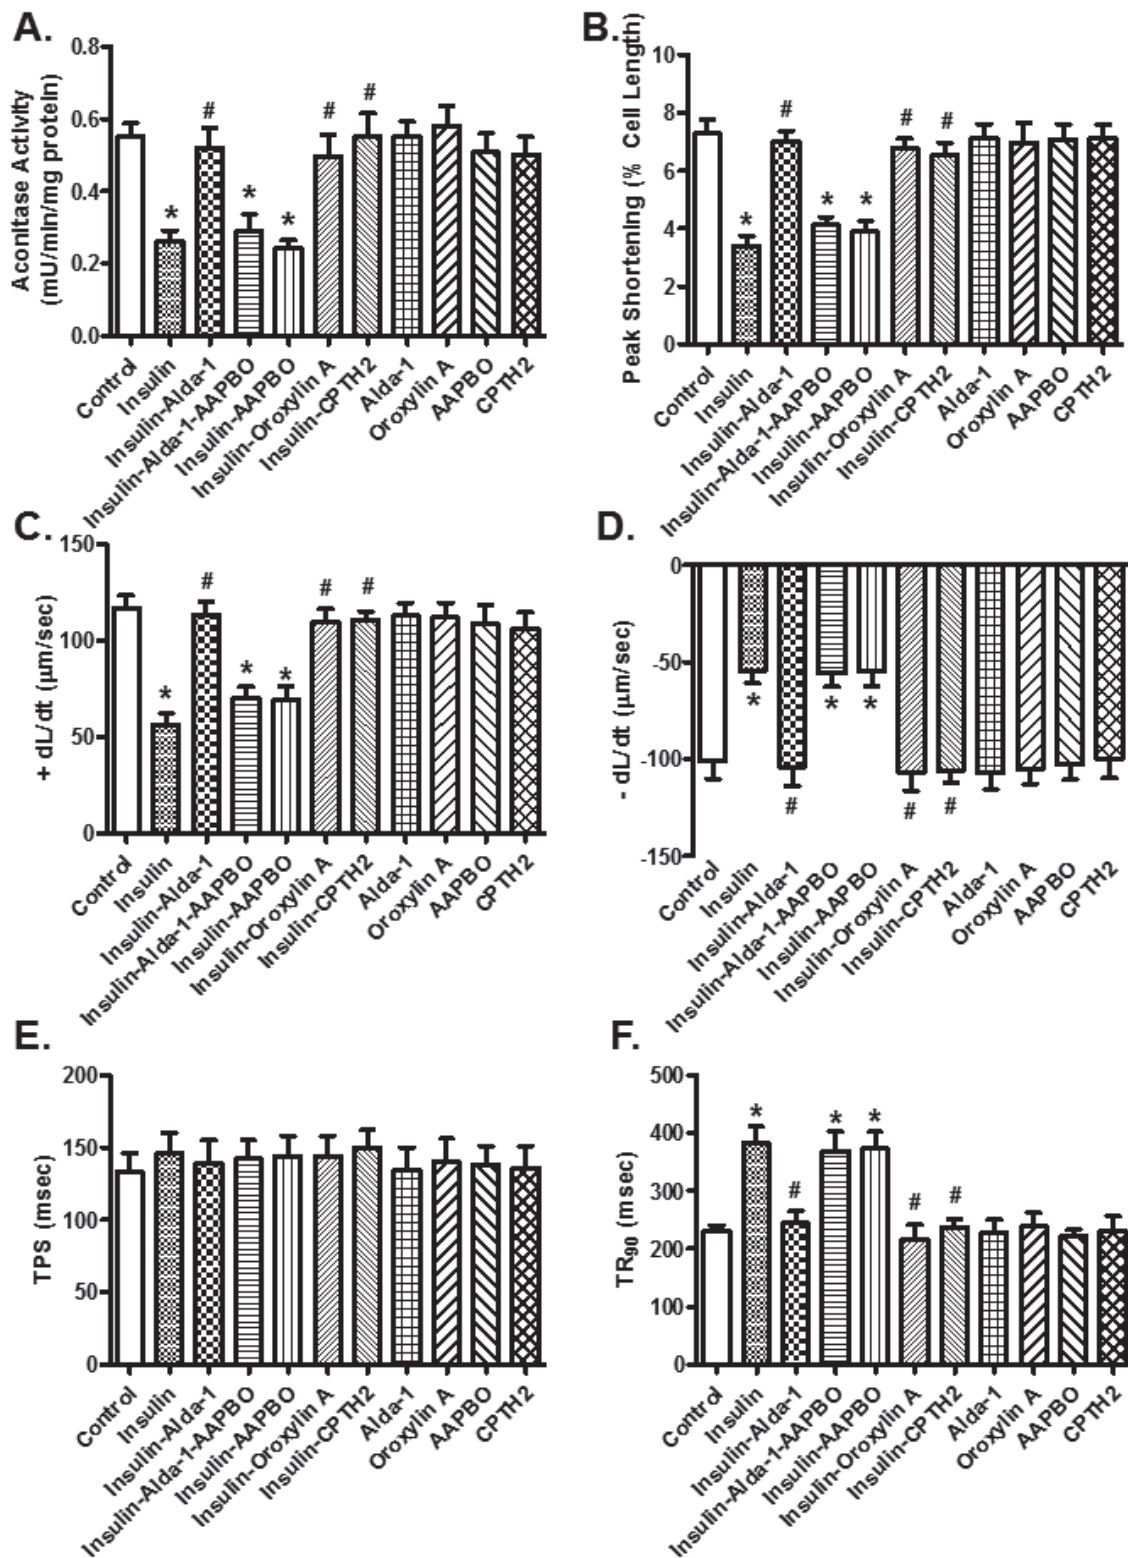 A.
Aconitase Activity
(mU/min/mg protein)
0.8
0.6
0.4
0.2
0.0
# # #
* * *
Control
Insulin
Insulin-Alda-1
Insulin-Alda-1-AAPBO
Insulin-AAPBO
Insulin-Oroxylin A
Insulin-CPTH2
Alda-1
Oroxylin A
AAPBO
CPTH2
B.
Peak Shortening (% Cell Length)
10
8
6
4
2
0
# # #
* * *
Control
Insulin
Insulin-Alda-1
Insulin-Alda-1-AAPBO
Insulin-AAPBO
Insulin-Oroxylin A
Insulin-CPTH2
Alda-1
Oroxylin A
AAPBO
CPTH2
C.
+ dL/dt (µm/sec)
150
100
50
0
# # #
* * *
Control
Insulin
Insulin-Alda-1
Insulin-Alda-1-AAPBO
Insulin-AAPBO
Insulin-Oroxylin A
Insulin-CPTH2
Alda-1
Oroxylin A
AAPBO
CPTH2
D.
- dL/dt (µm/sec)
0
-50
-100
-150
* * *
# # #
Control
Insulin
Insulin-Alda-1
Insulin-Alda-1-AAPBO
Insulin-AAPBO
Insulin-Oroxylin A
Insulin-CPTH2
Alda-1
Oroxylin A
AAPBO
CPTH2
E.
TPS (msec)
200
150
100
50
0
Control
Insulin
Insulin-Alda-1
Insulin-Alda-1-AAPBO
Insulin-AAPBO
Insulin-Oroxylin A
Insulin-CPTH2
Alda-1
Oroxylin A
AAPBO
CPTH2
F.
TR90 (msec)
500
400
300
200
100
0
* * *
# # #
Control
Insulin
Insulin-Alda-1
Insulin-Alda-1-AAPBO
Insulin-AAPBO
Insulin-Oroxylin A
Insulin-CPTH2
Alda-1
Oroxylin A
AAPBO
CPTH2